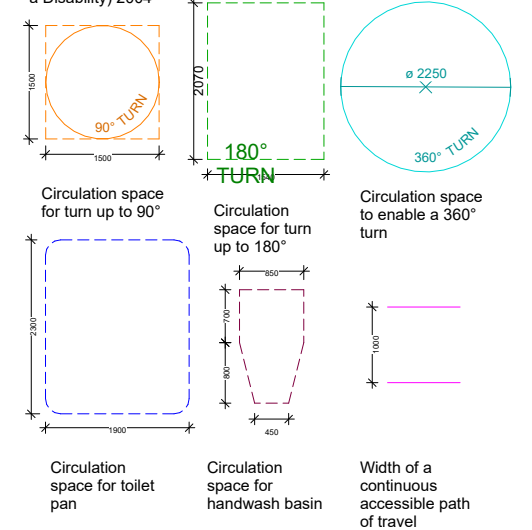 a Disability) 2004
1500
90° TURN
1500
2070
180°
TURN
ø 2250
360° TURN
Circulation space
for turn up to 90°
Circulation
space for turn
up to 180°
Circulation space
to enable a 360°
turn
2300
1900
850
700
800
450
1000
Circulation
space for toilet
pan
Circulation
space for
handwash basin
Width of a
continuous
accessible path
of travel